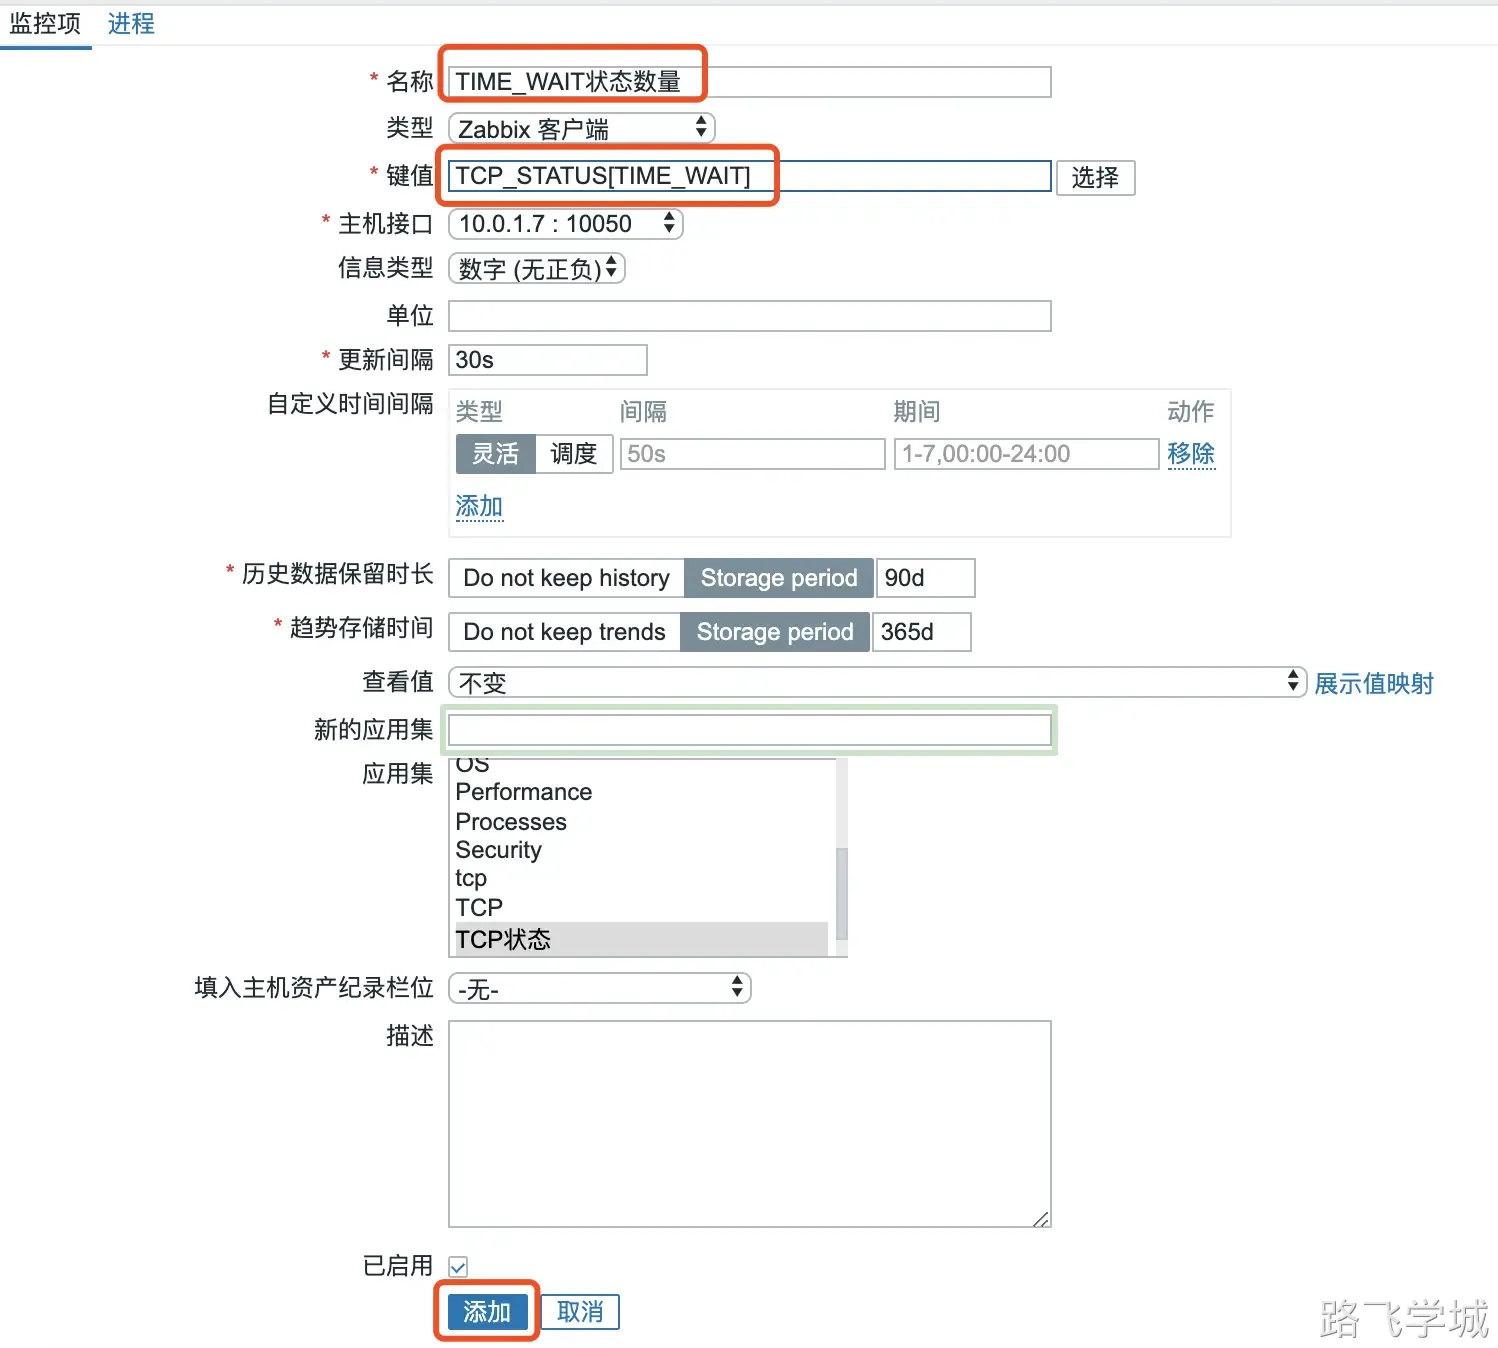 监控项 进程
* 名称 TIME_WAIT状态数量
类型 Zabbix 客户端
* 键值 TCP_STATUS[TIME_WAIT] 选择
* 主机接口 10.0.1.7 : 10050
信息类型 数字 (无正负)
单位
* 更新间隔 30s
自定义时间间隔 类型 间隔 期间 动作
灵活 调度 50s 1-7,00:00-24:00 移除
添加
* 历史数据保留时长 Do not keep history Storage period 90d
* 趋势存储时间 Do not keep trends Storage period 365d
查看值 不变 展示值映射
新的应用集
应用集 OS
Performance
Processes
Security
tcp
TCP
TCP状态
填入主机资产纪录栏位 -无-
描述
已启用
添加 取消
路飞学城